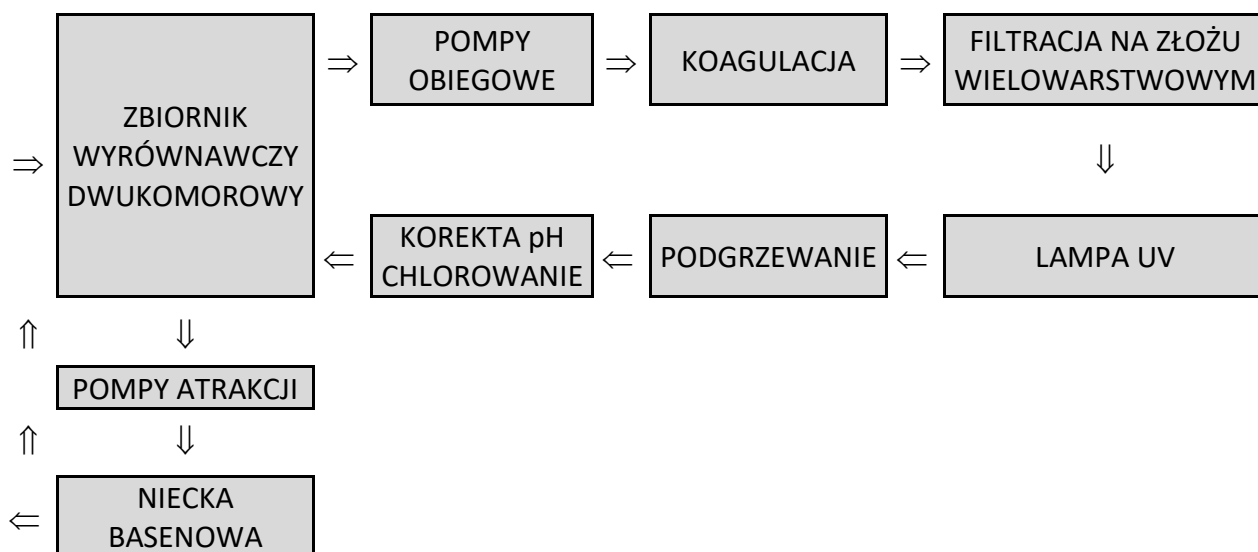 ZBIORNIK
WYRÓWNAWCZY
DWUKOMOROWY
⇒
⇒
POMPY
OBIEGOWE
⇒
KOAGULACJA
⇒
FILTRACJA NA ZŁOŻU
WIELOWARSTWOWYM
⇓
LAMPA UV
⇐
PODGRZEWANIE
⇐
KOREKTA pH
CHLOROWANIE
⇐
⇑ ⇓
POMPY ATRAKCJI
⇑ ⇓
⇐
NIECKA
BASENOWA